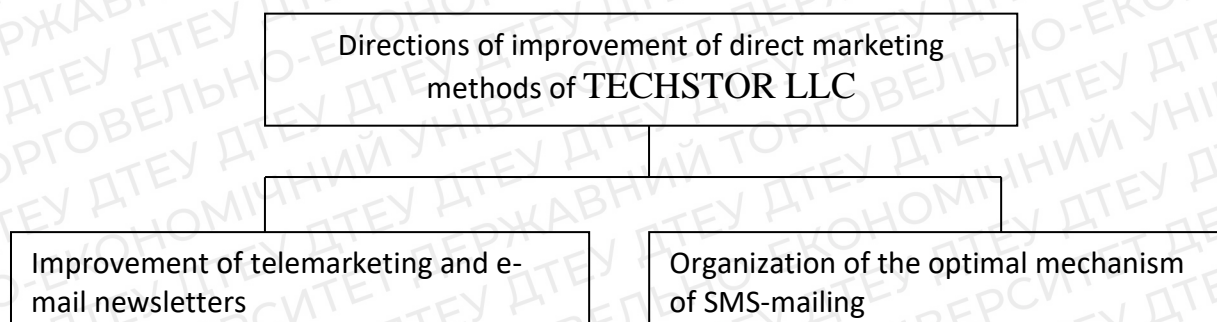 Directions of improvement of direct marketing
methods of TECHSTOR LLC
Improvement of telemarketing and e-
mail newsletters
Organization of the optimal mechanism
of SMS-mailing